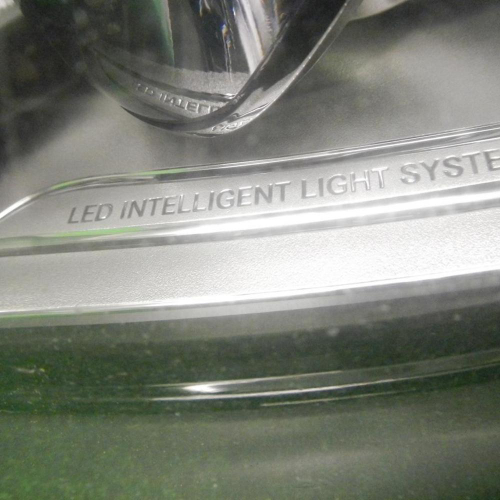 LED INTELLIGENT LIGHT SYSTE